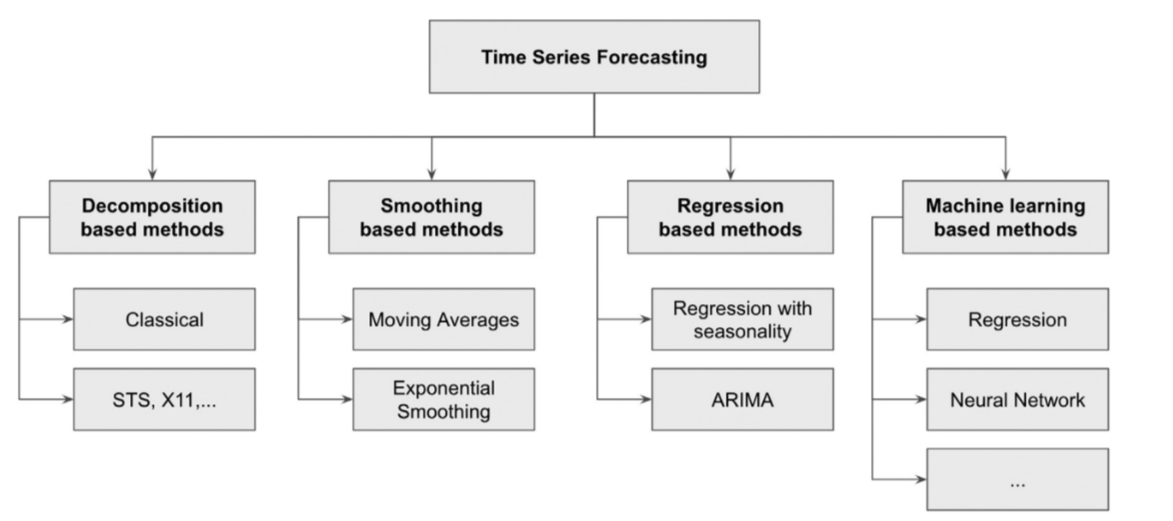 Time Series Forecasting
Decomposition
based methods
Smoothing
based methods
Regression
based methods
Machine learning
based methods
Classical
STS, X11,...
Moving Averages
Exponential
Smoothing
Regression with
seasonality
ARIMA
Regression
Neural Network
...